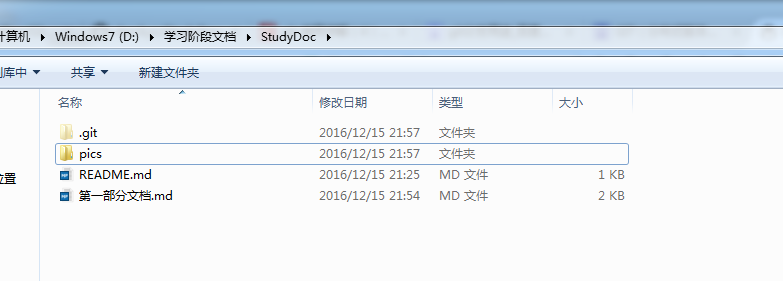 计算机 ▸ Windows7 (D:) ▸ 学习阶段文档 ▸ StudyDoc ▸
到库中 共享 新建文件夹
名称 修改日期 类型 大小
.git 2016/12/15 21:57 文件夹
pics 2016/12/15 21:57 文件夹
README.md 2016/12/15 21:25 MD 文件 1 KB
位置
第一部分文档.md 2016/12/15 21:54 MD 文件 2 KB